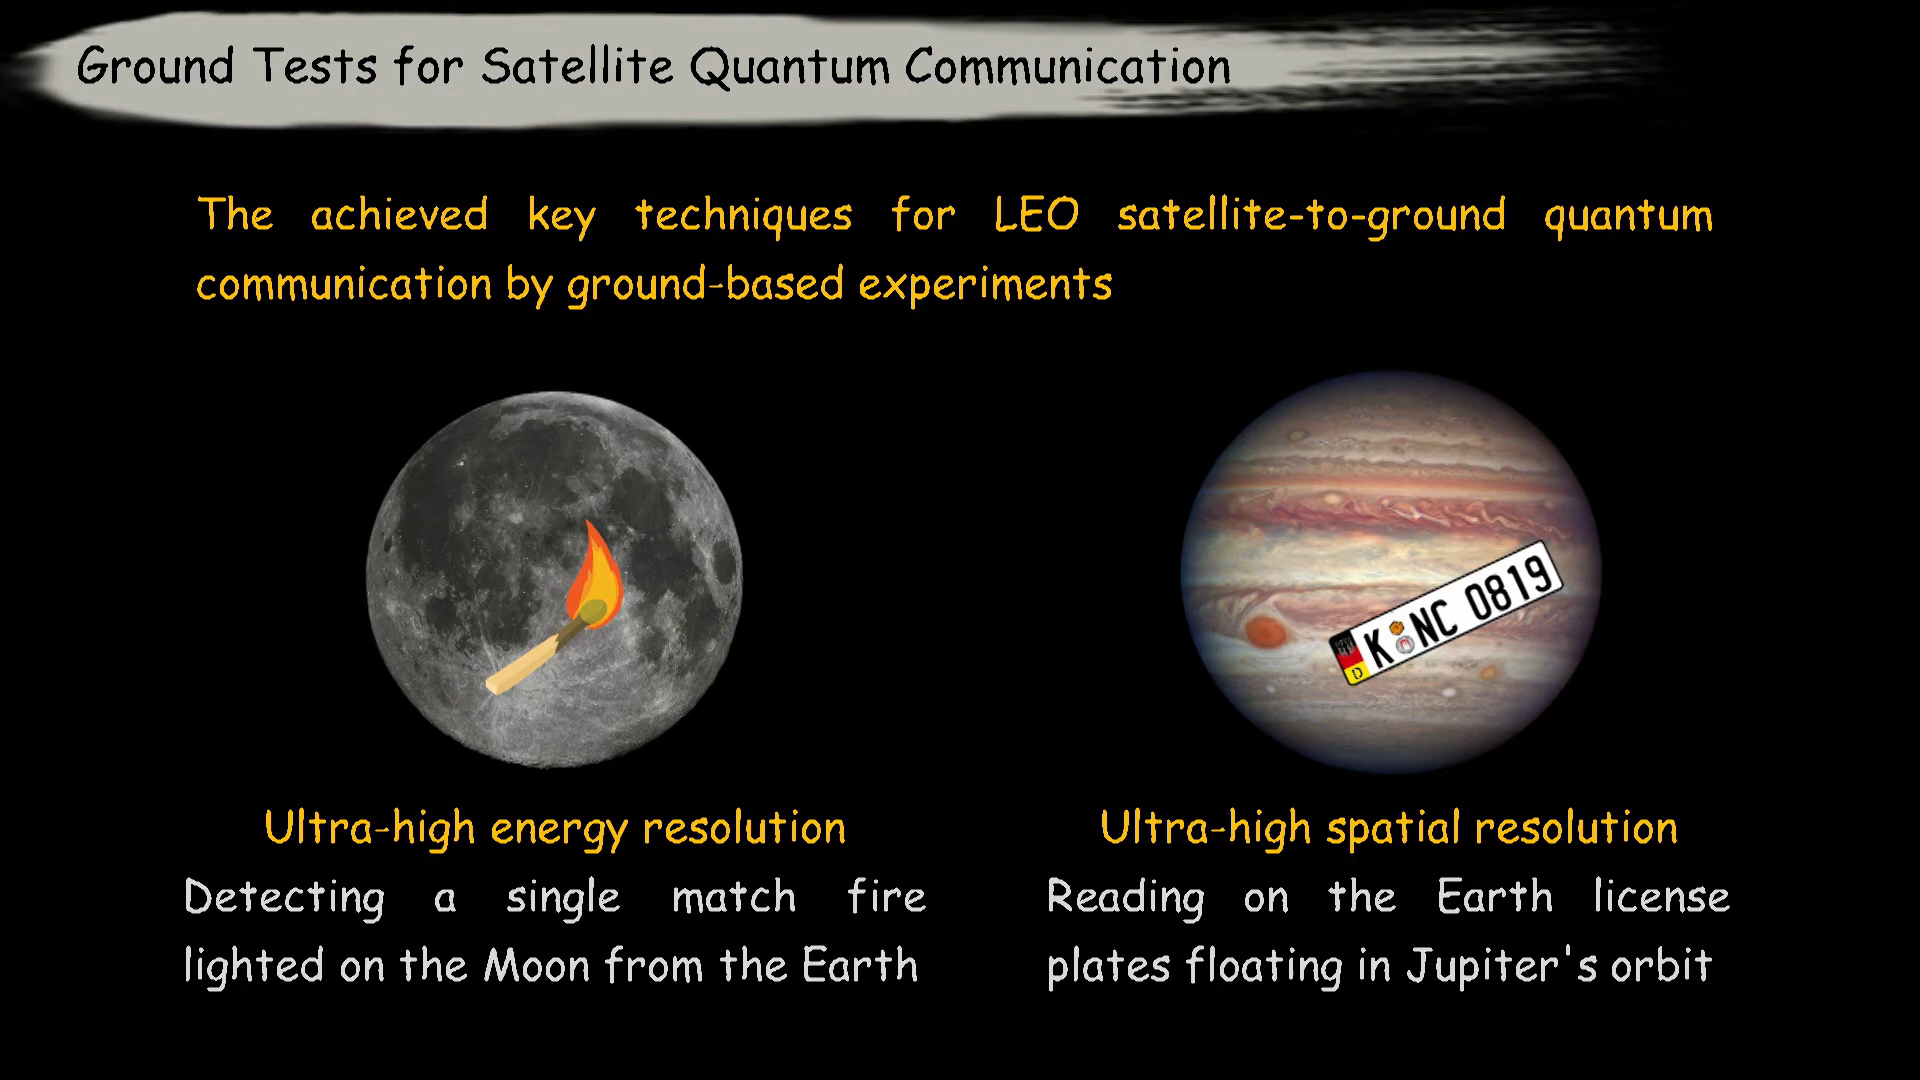 Ground Tests for Satellite Quantum Communication
The achieved key techniques for LEO satellite-to-ground quantum
communication by ground-based experiments
D K NC 0819
Ultra-high energy resolution
Detecting a single match fire
lighted on the Moon from the Earth
Ultra-high spatial resolution
Reading on the Earth license
plates floating in Jupiter's orbit